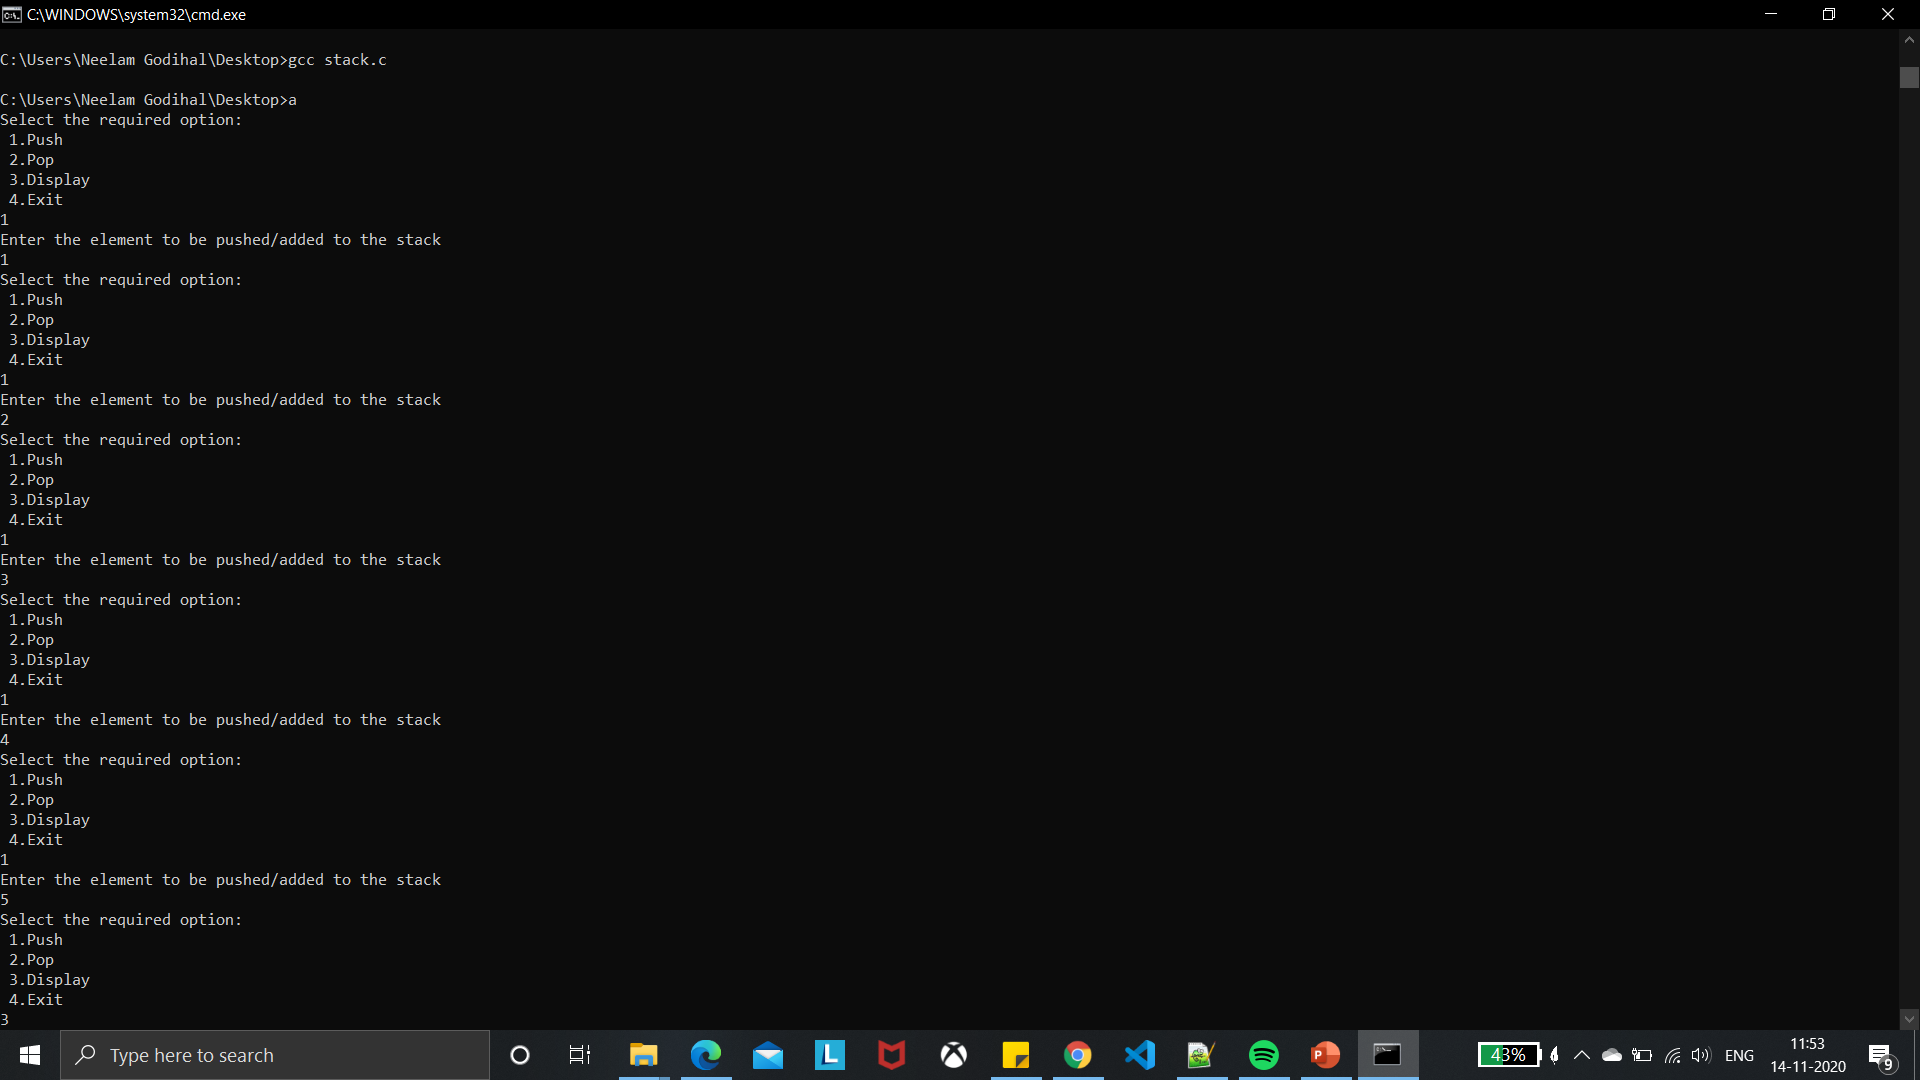 C:\WINDOWS\system32\cmd.exe
C:\Users\Neelam Godihal\Desktop>gcc stack.c
C:\Users\Neelam Godihal\Desktop>a
Select the required option:
1.Push
2.Pop
3.Display
4.Exit
1
Enter the element to be pushed/added to the stack
1
Select the required option:
1.Push
2.Pop
3.Display
4.Exit
1
Enter the element to be pushed/added to the stack
2
Select the required option:
1.Push
2.Pop
3.Display
4.Exit
1
Enter the element to be pushed/added to the stack
3
Select the required option:
1.Push
2.Pop
3.Display
4.Exit
1
Enter the element to be pushed/added to the stack
4
Select the required option:
1.Push
2.Pop
3.Display
4.Exit
1
Enter the element to be pushed/added to the stack
5
Select the required option:
1.Push
2.Pop
3.Display
4.Exit
3
Type here to search
L
P
43%
ENG
11:53
14-11-2020
9